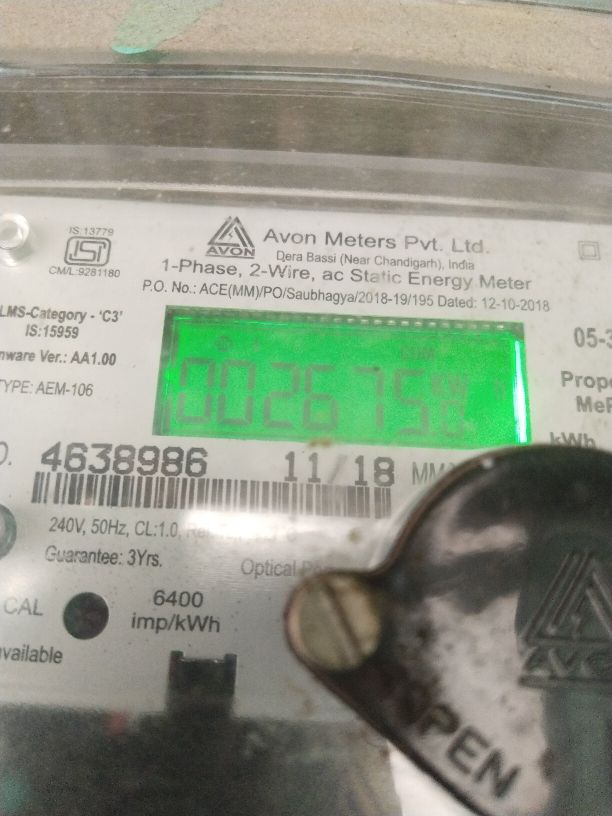 IS:13779
CM/L:9281180
AVON
Avon Meters Pvt. Ltd.
Dera Bassi (Near Chandigarh), India
1-Phase, 2-Wire, ac Static Energy Meter
P.O. No.: ACE(MM)/PO/Saubhagya/2018-19/195 Dated: 12-10-2018
LMS-Category - 'C3'
IS:15959
nware Ver.: AA1.00
TYPE: AEM-106
002675
05-3
Prope
MeP
kWh
4638986
11/18
240V, 50Hz, CL:1.0,
Guarantee: 3Yrs.
Optical
CAL
6400
imp/kWh
vailable
OPEN